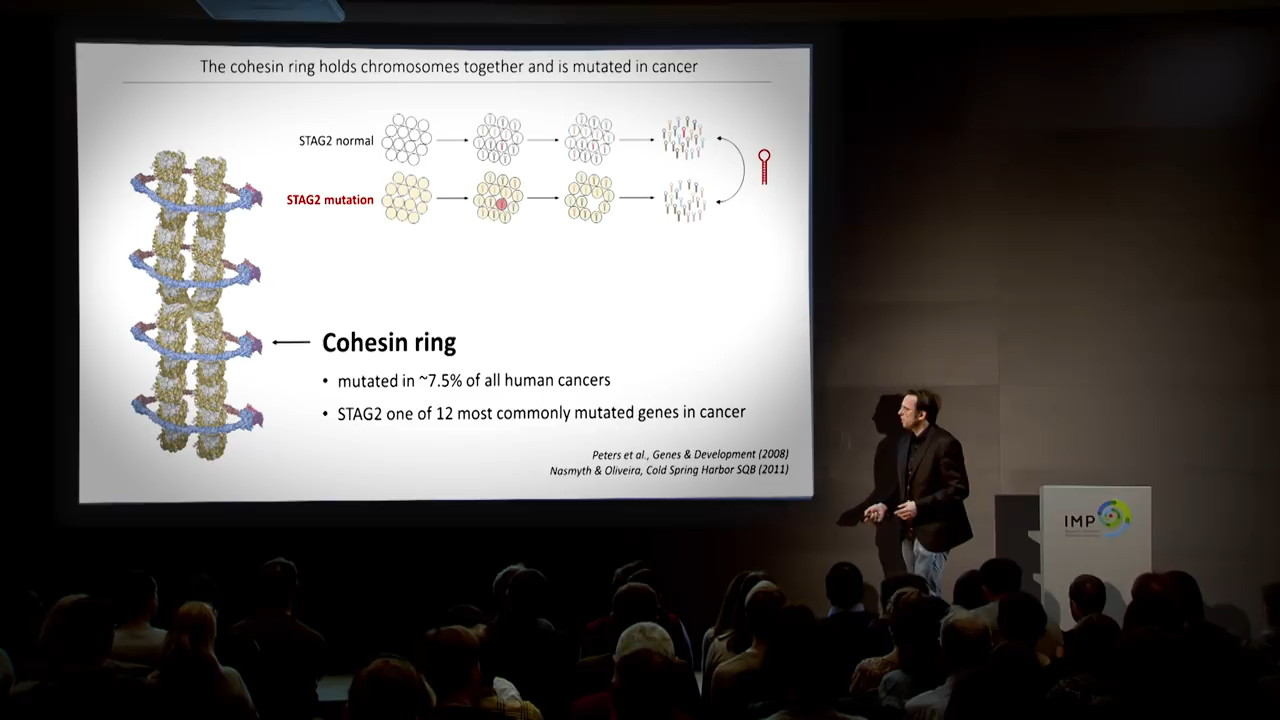 The cohesin ring holds chromosomes together and is mutated in cancer
STAG2 normal
STAG2 mutation
Cohesin ring
• mutated in ~7.5% of all human cancers
• STAG2 one of 12 most commonly mutated genes in cancer
Peters et al., Genes & Development (2008)
Nasmyth & Oliveira, Cold Spring Harbor SQB (2011)
IMP